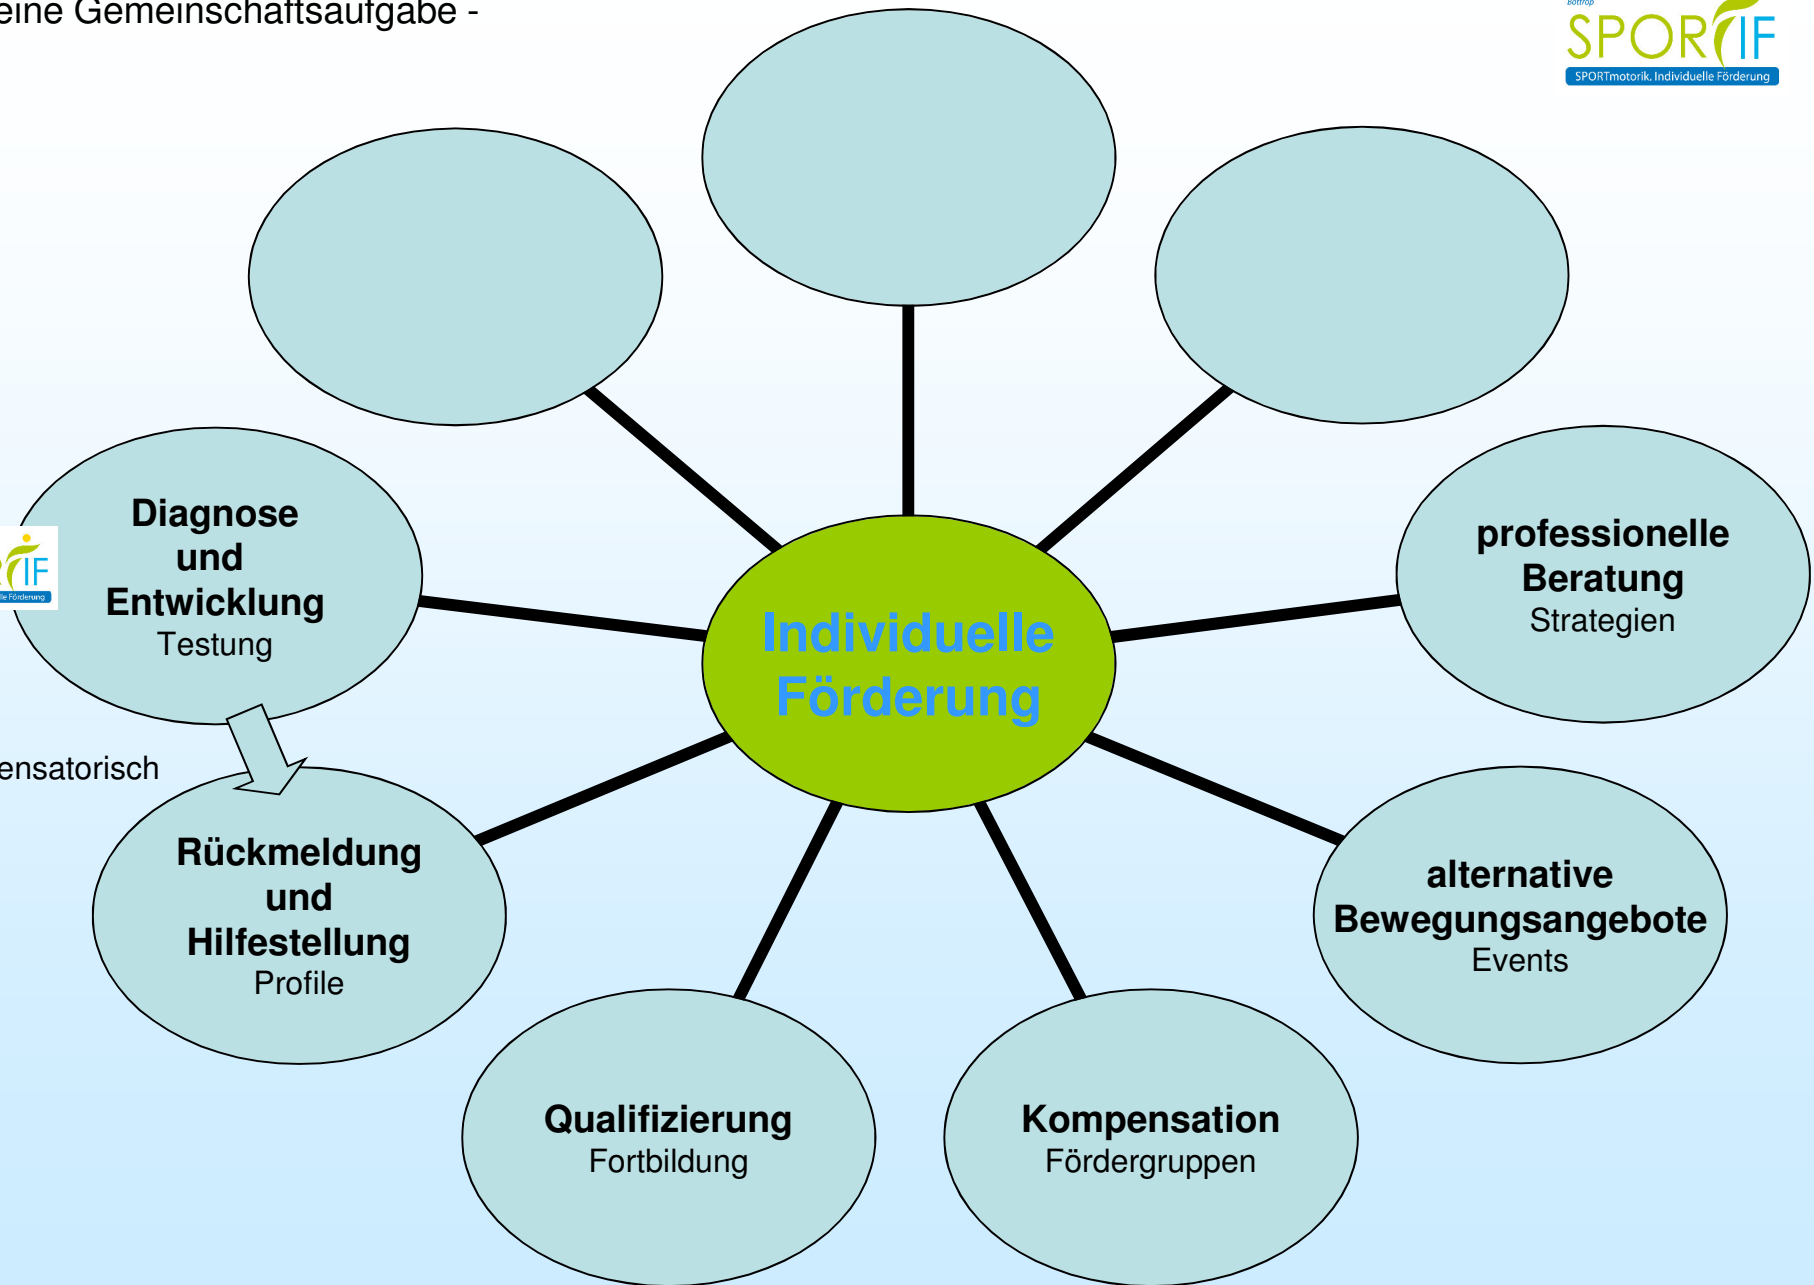 eine Gemeinschaftsaufgabe -
Bottrop
SPORTIF
SPORTmotorik. Individuelle Förderung
Diagnose
und
Entwicklung
Testung
professionelle
Beratung
Strategien
Individuelle
Förderung
ensatorisch
Rückmeldung
und
Hilfestellung
Profile
alternative
Bewegungsangebote
Events
Qualifizierung
Fortbildung
Kompensation
Fördergruppen